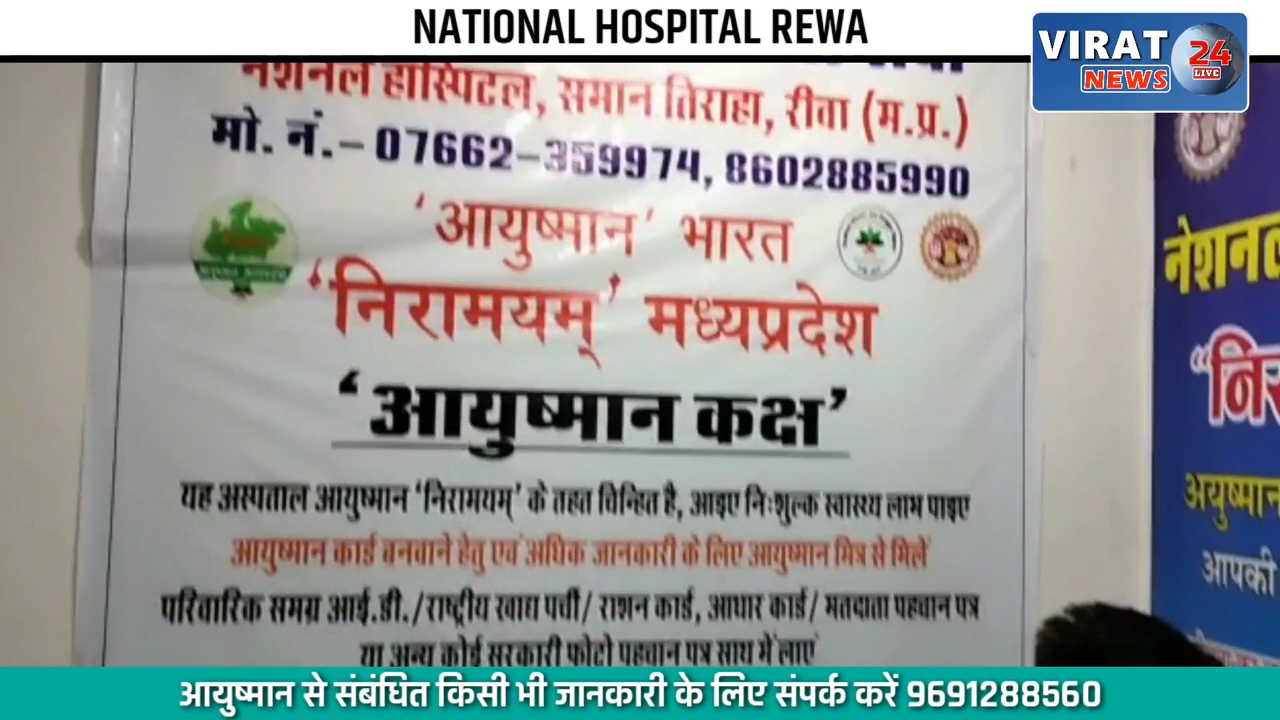 NATIONAL HOSPITAL REWA
VIRAT 24
NEWS LIVE
नेशनल हॉस्पिटल, समान तिराहा, रीवा (म.प्र.)
मो. नं.– 07662-359974, 8602885990
'आयुष्मान' भारत
'निरामयम्' मध्यप्रदेश
'आयुष्मान कक्ष'
यह अस्पताल आयुष्मान 'निरामयम्' के तहत चिन्हित है, आइए निःशुल्क स्वास्थ्य लाभ पाइए
आयुष्मान कार्ड बनवाने हेतु एवं अधिक जानकारी के लिए आयुष्मान मित्र से मिलें
परिवारिक समग्र आई.डी./राष्ट्रीय खाद्य पर्ची/ राशन कार्ड, आधार कार्ड/ मतदाता पहचान पत्र
या अन्य कोई सरकारी फोटो पहचान पत्र साथ में लाएं
नेशनल
अयुष्मान
आपकी
आयुष्मान से संबंधित किसी भी जानकारी के लिए संपर्क करें 9691288560